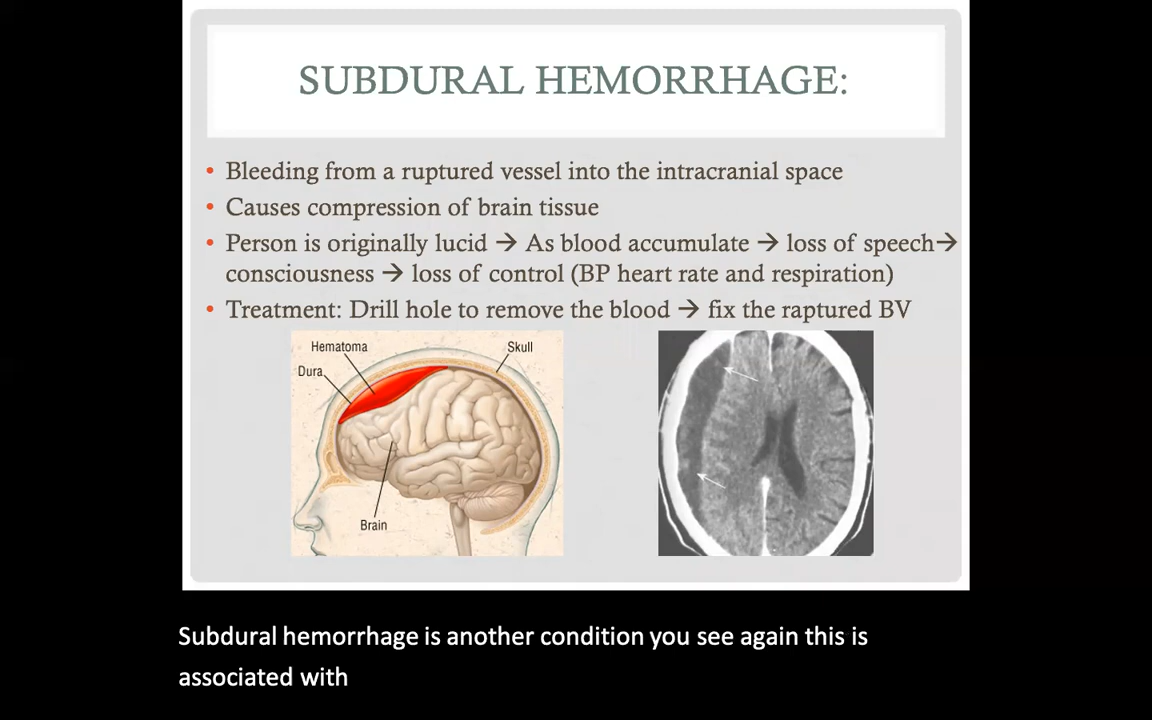 SUBDURAL HEMORRHAGE:
• Bleeding from a ruptured vessel into the intracranial space
• Causes compression of brain tissue
• Person is originally lucid → As blood accumulate → loss of speech→
consciousness → loss of control (BP heart rate and respiration)
• Treatment: Drill hole to remove the blood → fix the raptured BV
Hematoma
Skull
Dura
Brain
Subdural hemorrhage is another condition you see again this is
associated with